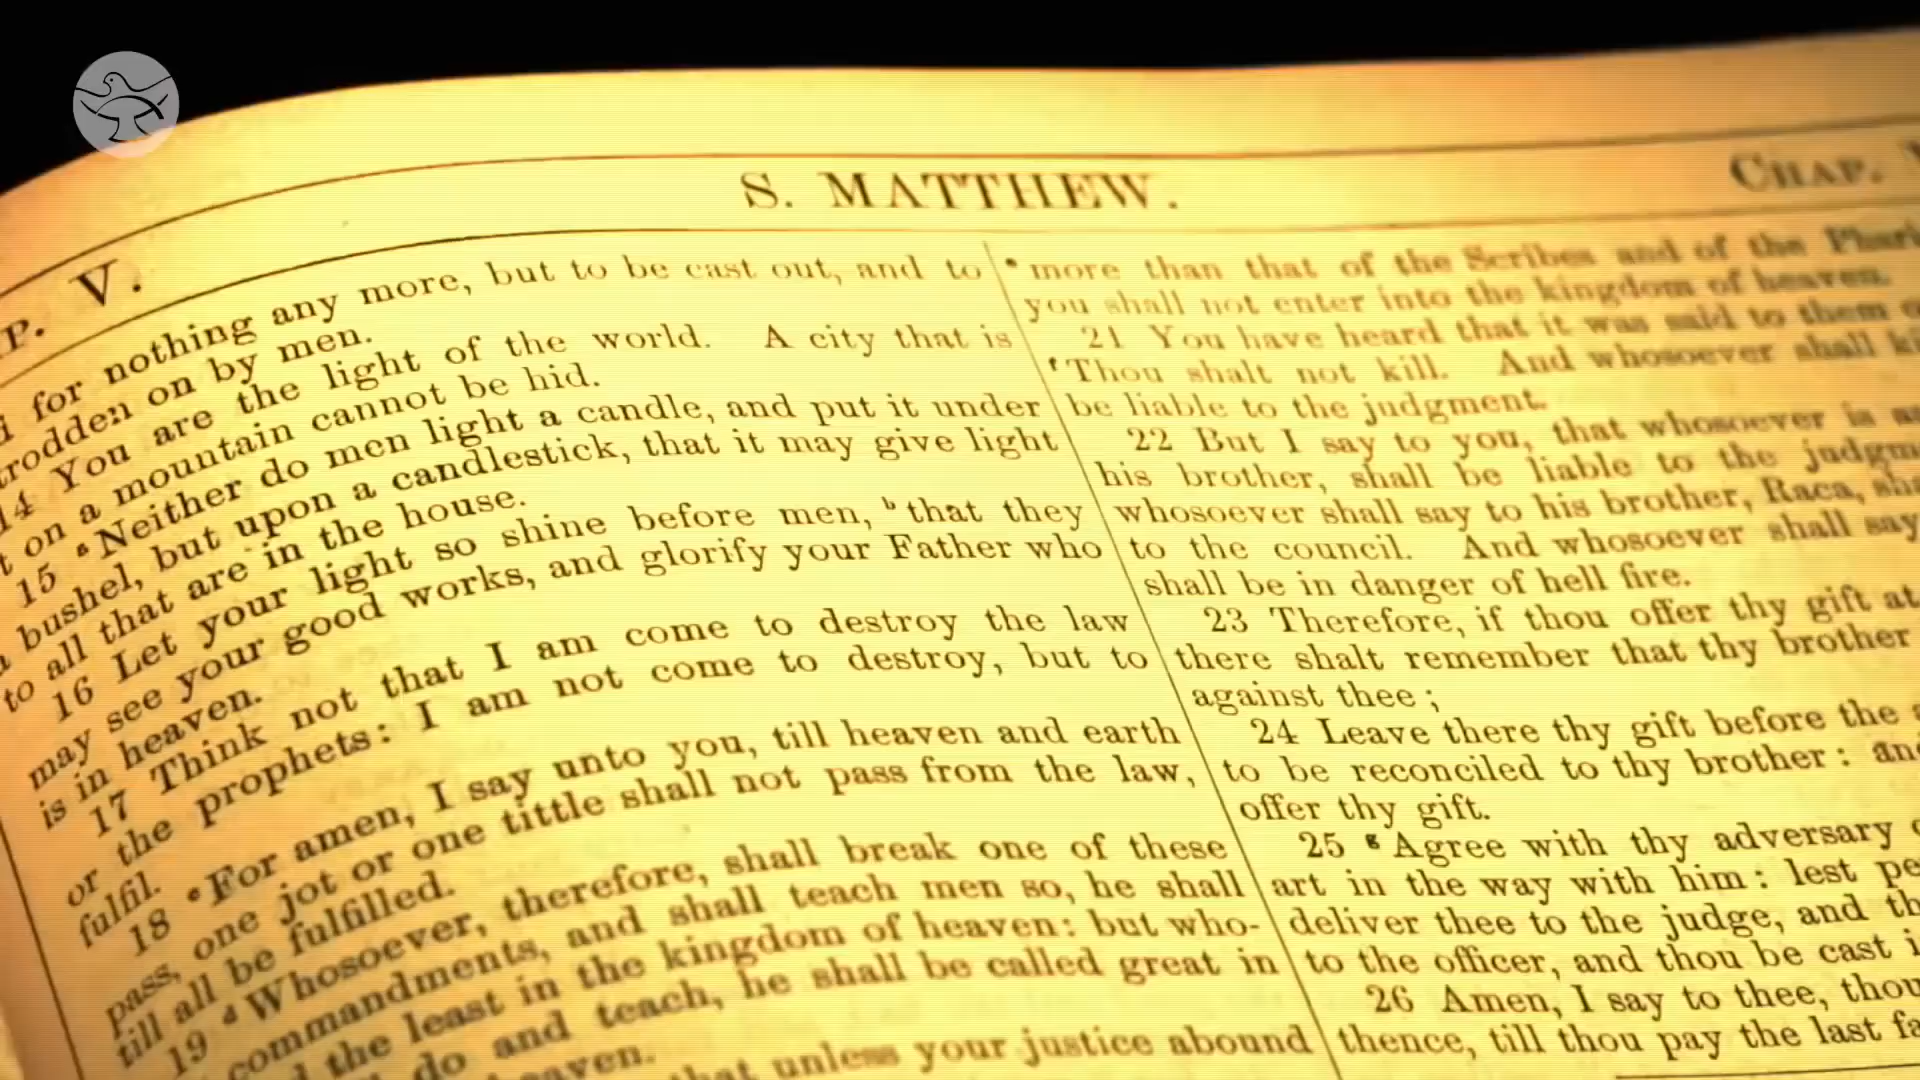 P. V.
S. MATTHEW.
CHAP.
for nothing any more, but to be cast out, and to
trodden on by men.
14 You are the light of the world. A city that is
on a mountain cannot be hid.
15 ᵃ Neither do men light a candle, and put it under
bushel, but upon a candlestick, that it may give light
to all that are in the house.
16 Let your light so shine before men, ᵇ that they
may see your good works, and glorify your Father who
is in heaven.
17 Think not that I am come to destroy the law
or the prophets: I am not come to destroy, but to
fulfil.
18 ᶜ For amen, I say unto you, till heaven and earth
pass, one jot or one tittle shall not pass from the law,
till all be fulfilled.
19 ᵈ Whosoever, therefore, shall break one of these
commandments, and shall teach men so, he shall
the least in the kingdom of heaven: but who-
do and teach, he shall be called great in
that unless your justice abound
more than that of the Scribes and of the
you shall not enter into the kingdom of heaven.
21 You have heard that it was said to them
Thou shalt not kill. And whosoever shall
be liable to the judgment.
22 But I say to you, that whosoever is
his brother, shall be liable to the
whosoever shall say to his brother, Raca,
to the council. And whosoever shall say
shall be in danger of hell fire.
23 Therefore, if thou offer thy gift at
there shalt remember that thy brother
against thee;
24 Leave there thy gift before the
to be reconciled to thy brother: and
offer thy gift.
25 ᵍ Agree with thy adversary
art in the way with him: lest
deliver thee to the judge, and
to the officer, and thou be cast
26 Amen, I say to thee, thou
thence, till thou pay the last